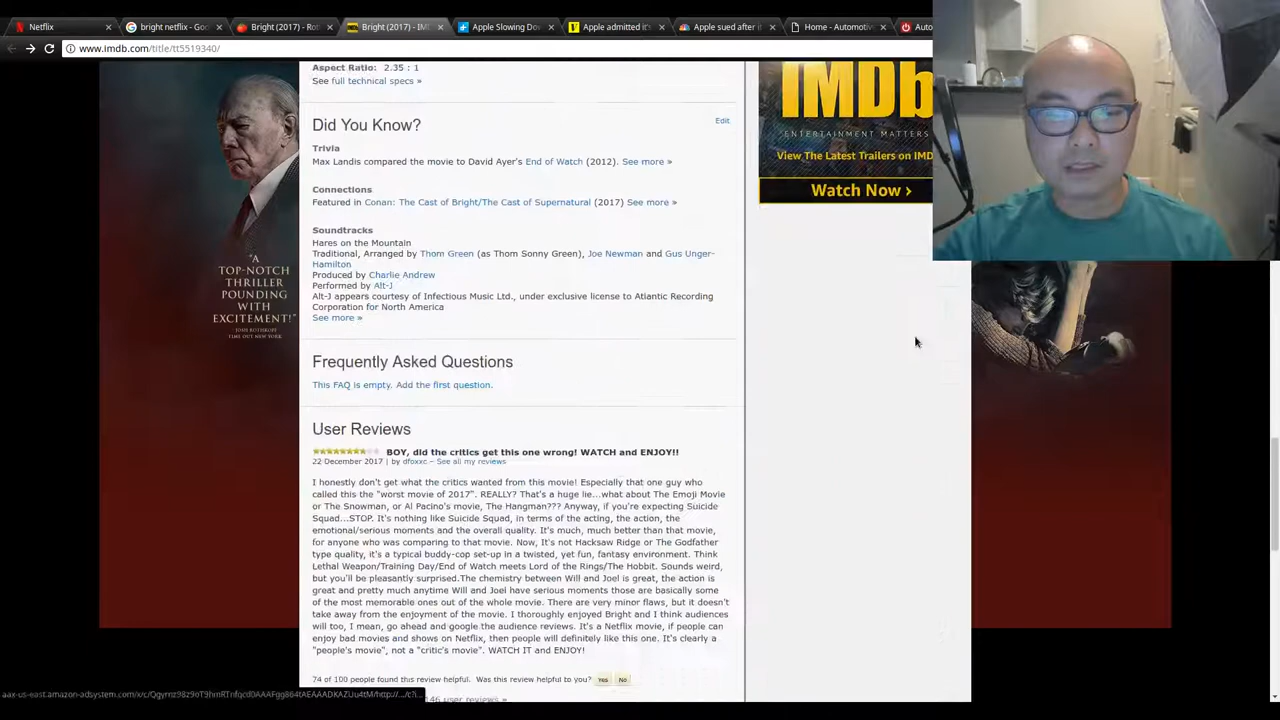 Netflix
bright netflix - Goo
Bright (2017) - Rot
Bright (2017) - IM
Apple Slowing Dow
Apple admitted it's
Apple sued after it
Home - Automotiv
Auto
www.imdb.com/title/tt5519340/
Aspect Ratio: 2.35 : 1
See full technical specs »
Did You Know?
Edit
Trivia
Max Landis compared the movie to David Ayer's End of Watch (2012). See more »
Connections
Featured in Conan: The Cast of Bright/The Cast of Supernatural (2017) See more »
Soundtracks
Hares on the Mountain
Traditional, Arranged by Thom Green (as Thom Sonny Green), Joe Newman and Gus Unger-
Hamilton
Produced by Charlie Andrew
Performed by Alt-J
Alt-J appears courtesy of Infectious Music Ltd., under exclusive license to Atlantic Recording
Corporation for North America
See more »
Frequently Asked Questions
This FAQ is empty. Add the first question.
User Reviews
BOY, did the critics get this one wrong! WATCH and ENJOY!!
22 December 2017 | by dfoxxc – See all my reviews
I honestly don't get what the critics wanted from this movie! Especially that one guy who
called this the "worst movie of 2017". REALLY? That's a huge lie...what about The Emoji Movie
or The Snowman, or Al Pacino's movie, The Hangman??? Anyway, if you're expecting Suicide
Squad...STOP. It's nothing like Suicide Squad, in terms of the acting, the action, the
emotional/serious moments and the overall quality. It's much, much better than that movie,
for anyone who was comparing to that movie. Now, It's not Hacksaw Ridge or The Godfather
type quality, it's a typical buddy-cop set-up in a twisted, yet fun, fantasy environment. Think
Lethal Weapon/Training Day/End of Watch meets Lord of the Rings/The Hobbit. Sounds weird,
but you'll be pleasantly surprised.The chemistry between Will and Joel is great, the action is
great and pretty much anytime Will and Joel have serious moments those are basically some
of the most memorable ones out of the whole movie. There are very minor flaws, but it doesn't
take away from the enjoyment of the movie. I thoroughly enjoyed Bright and I think audiences
will too, I mean, go ahead and google the audience reviews. It's a Netflix movie, if people can
enjoy bad movies and shows on Netflix, then people will definitely like this one. It's clearly a
"people's movie", not a "critic's movie". WATCH IT and ENJOY!
74 of 100 people found this review helpful. Was this review helpful to you? Yes No
146 user reviews »
"A
TOP-NOTCH
THRILLER
POUNDING
WITH
EXCITEMENT!"
TIME OUT NEW YORK
IMDb
ENTERTAINMENT MATTERS
View The Latest Trailers on IMD
Watch Now ›